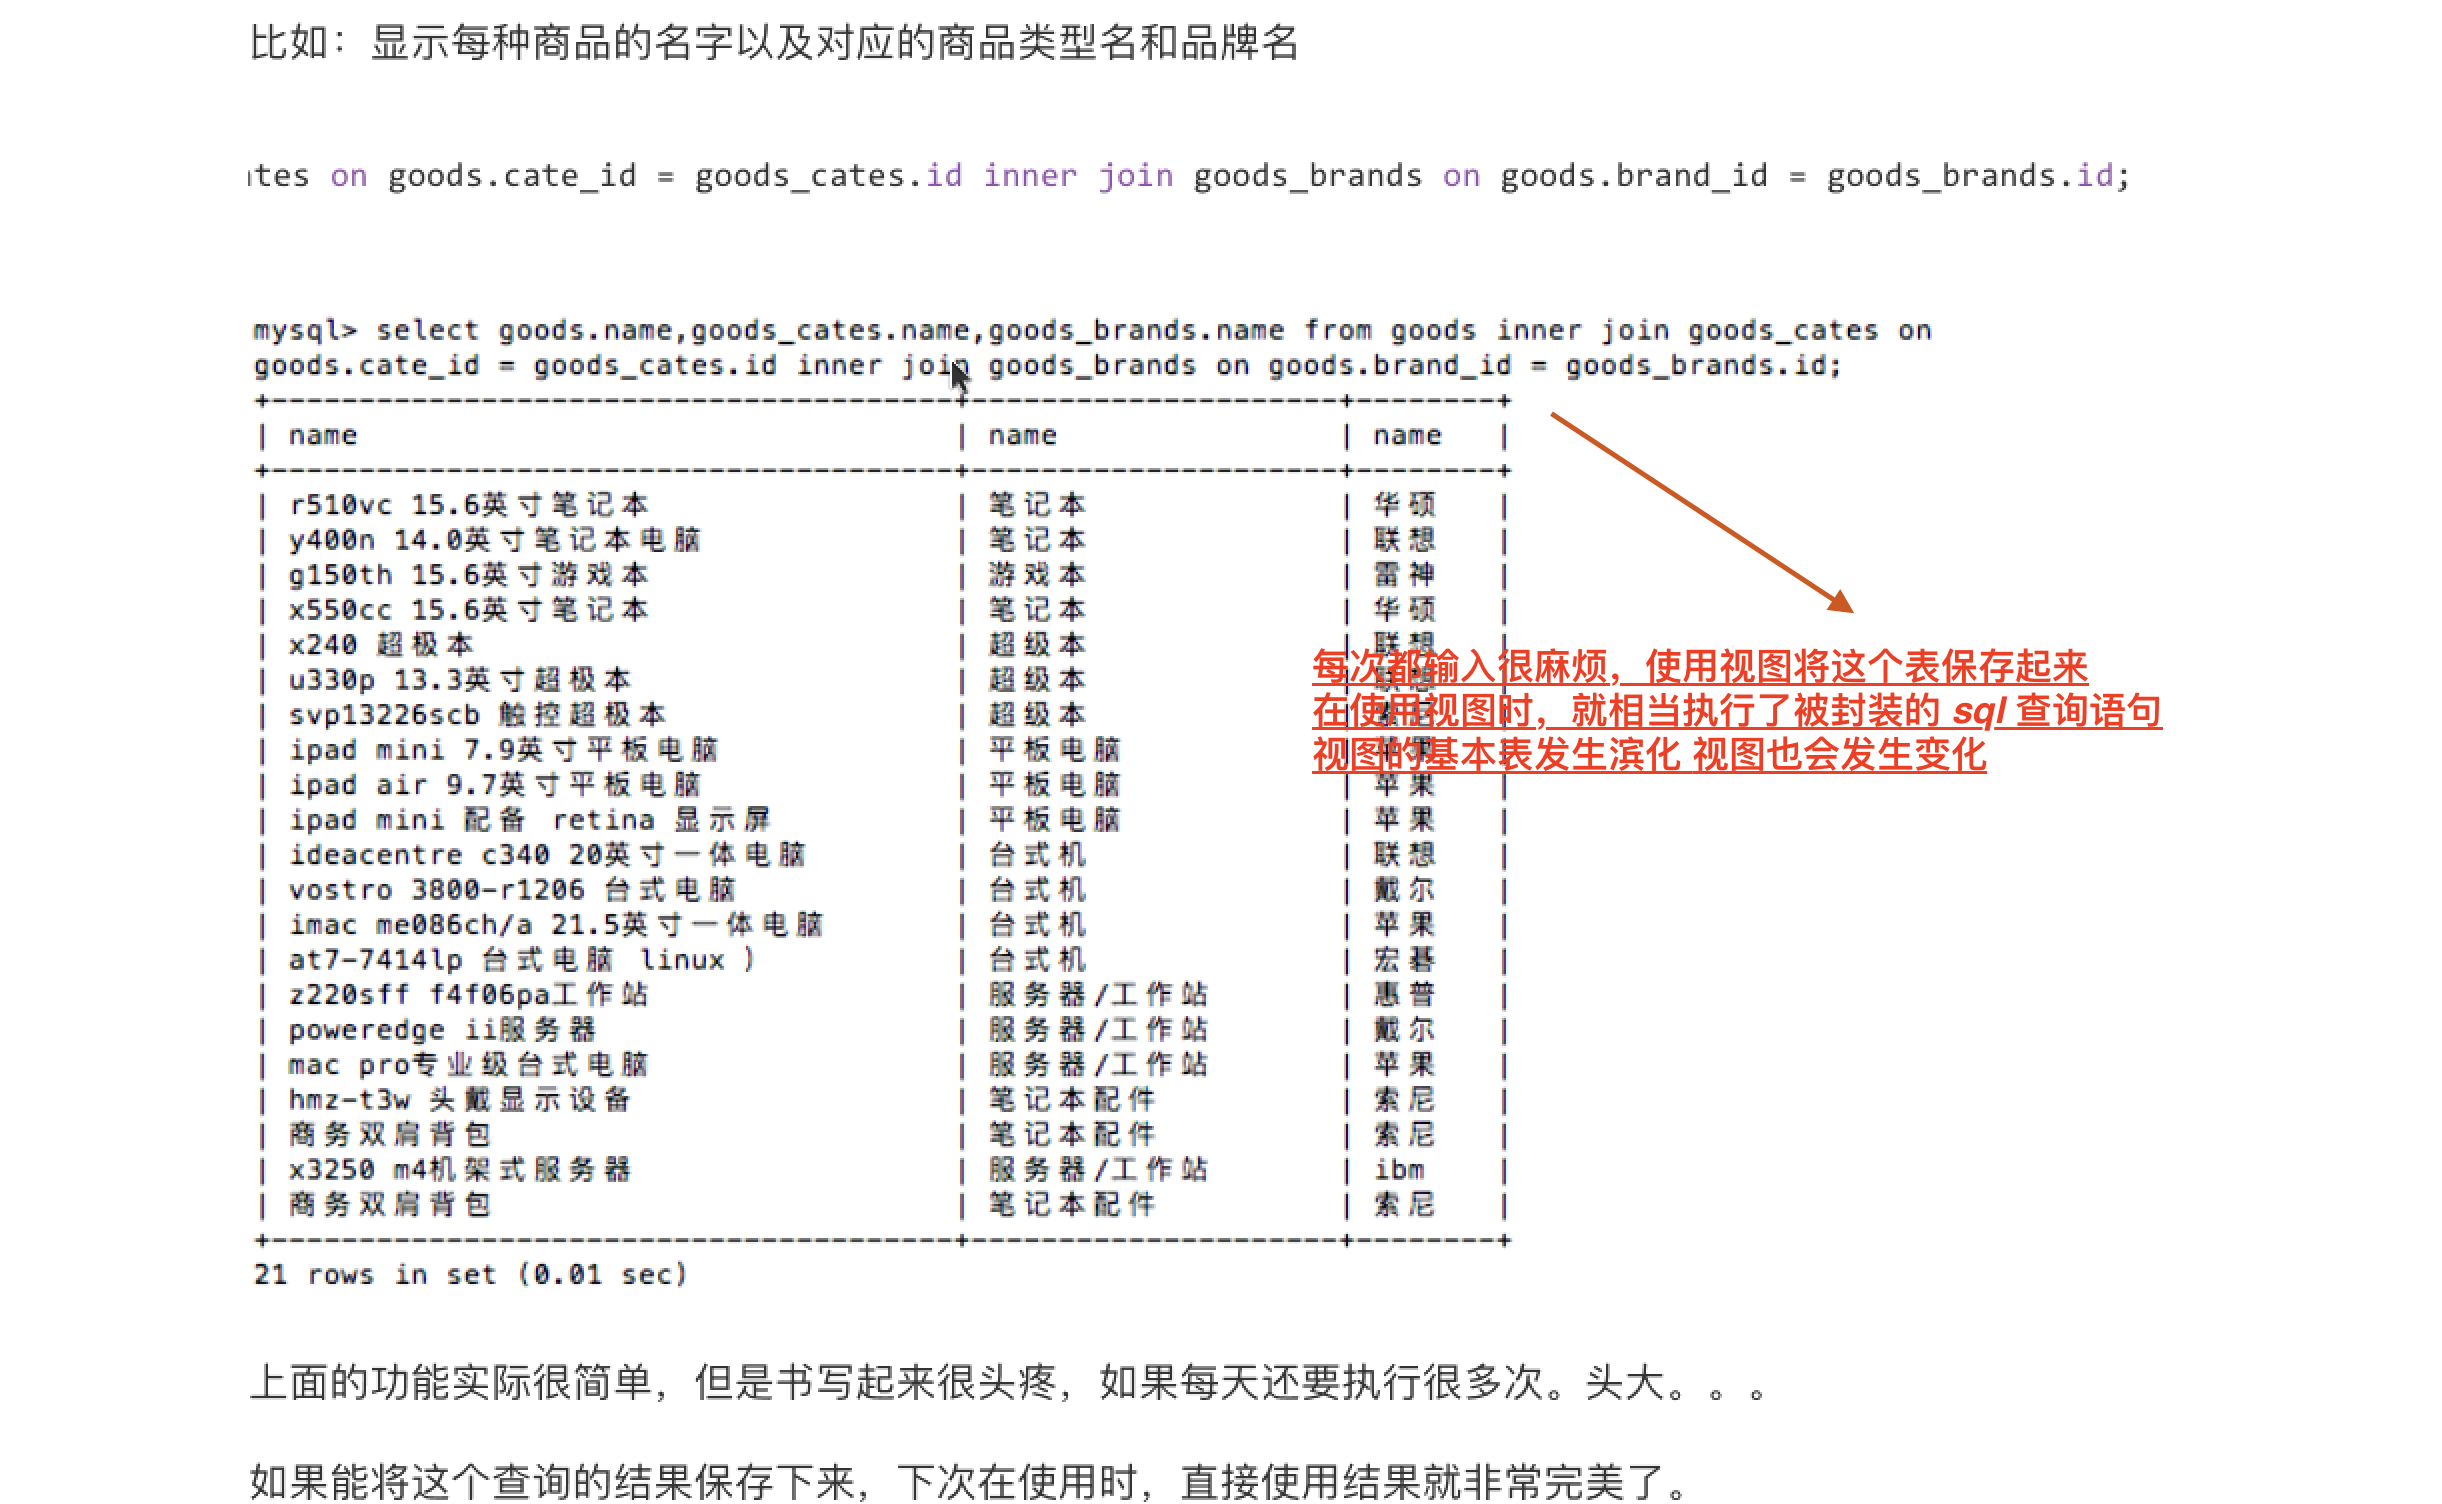 比如：显示每种商品的名字以及对应的商品类型名和品牌名
tes on goods.cate_id = goods_cates.id inner join goods_brands on goods.brand_id = goods_brands.id;
mysql> select goods.name,goods_cates.name,goods_brands.name from goods inner join goods_cates on
goods.cate_id = goods_cates.id inner join goods_brands on goods.brand_id = goods_brands.id;
| name | name | name |
| r510vc 15.6英寸笔记本 | 笔记本 | 华硕 |
| y400n 14.0英寸笔记本电脑 | 笔记本 | 联想 |
| g150th 15.6英寸游戏本 | 游戏本 | 雷神 |
| x550cc 15.6英寸笔记本 | 笔记本 | 华硕 |
| x240 超极本 | 超级本 | 联想 |
| u330p 13.3英寸超极本 | 超级本 | 联想 |
| svp13226scb 触控超极本 | 超级本 | |
| ipad mini 7.9英寸平板电脑 | 平板电脑 | |
| ipad air 9.7英寸平板电脑 | 平板电脑 | 苹果 |
| ipad mini 配备 retina 显示屏 | 平板电脑 | 苹果 |
| ideacentre c340 20英寸一体电脑 | 台式机 | 联想 |
| vostro 3800-r1206 台式电脑 | 台式机 | 戴尔 |
| imac me086ch/a 21.5英寸一体电脑 | 台式机 | 苹果 |
| at7-7414lp 台式电脑 linux ) | 台式机 | 宏碁 |
| z220sff f4f06pa工作站 | 服务器/工作站 | 惠普 |
| poweredge ii服务器 | 服务器/工作站 | 戴尔 |
| mac pro专业级台式电脑 | 服务器/工作站 | 苹果 |
| hmz-t3w 头戴显示设备 | 笔记本配件 | 索尼 |
| 商务双肩背包 | 笔记本配件 | 索尼 |
| x3250 m4机架式服务器 | 服务器/工作站 | ibm |
| 商务双肩背包 | 笔记本配件 | 索尼 |
21 rows in set (0.01 sec)
每次都输入很麻烦，使用视图将这个表保存起来
在使用视图时，就相当执行了被封装的 sql 查询语句
视图的基本表发生滨化 视图也会发生变化
上面的功能实际很简单，但是书写起来很头疼，如果每天还要执行很多次。头大。。。
如果能将这个查询的结果保存下来，下次在使用时，直接使用结果就非常完美了。